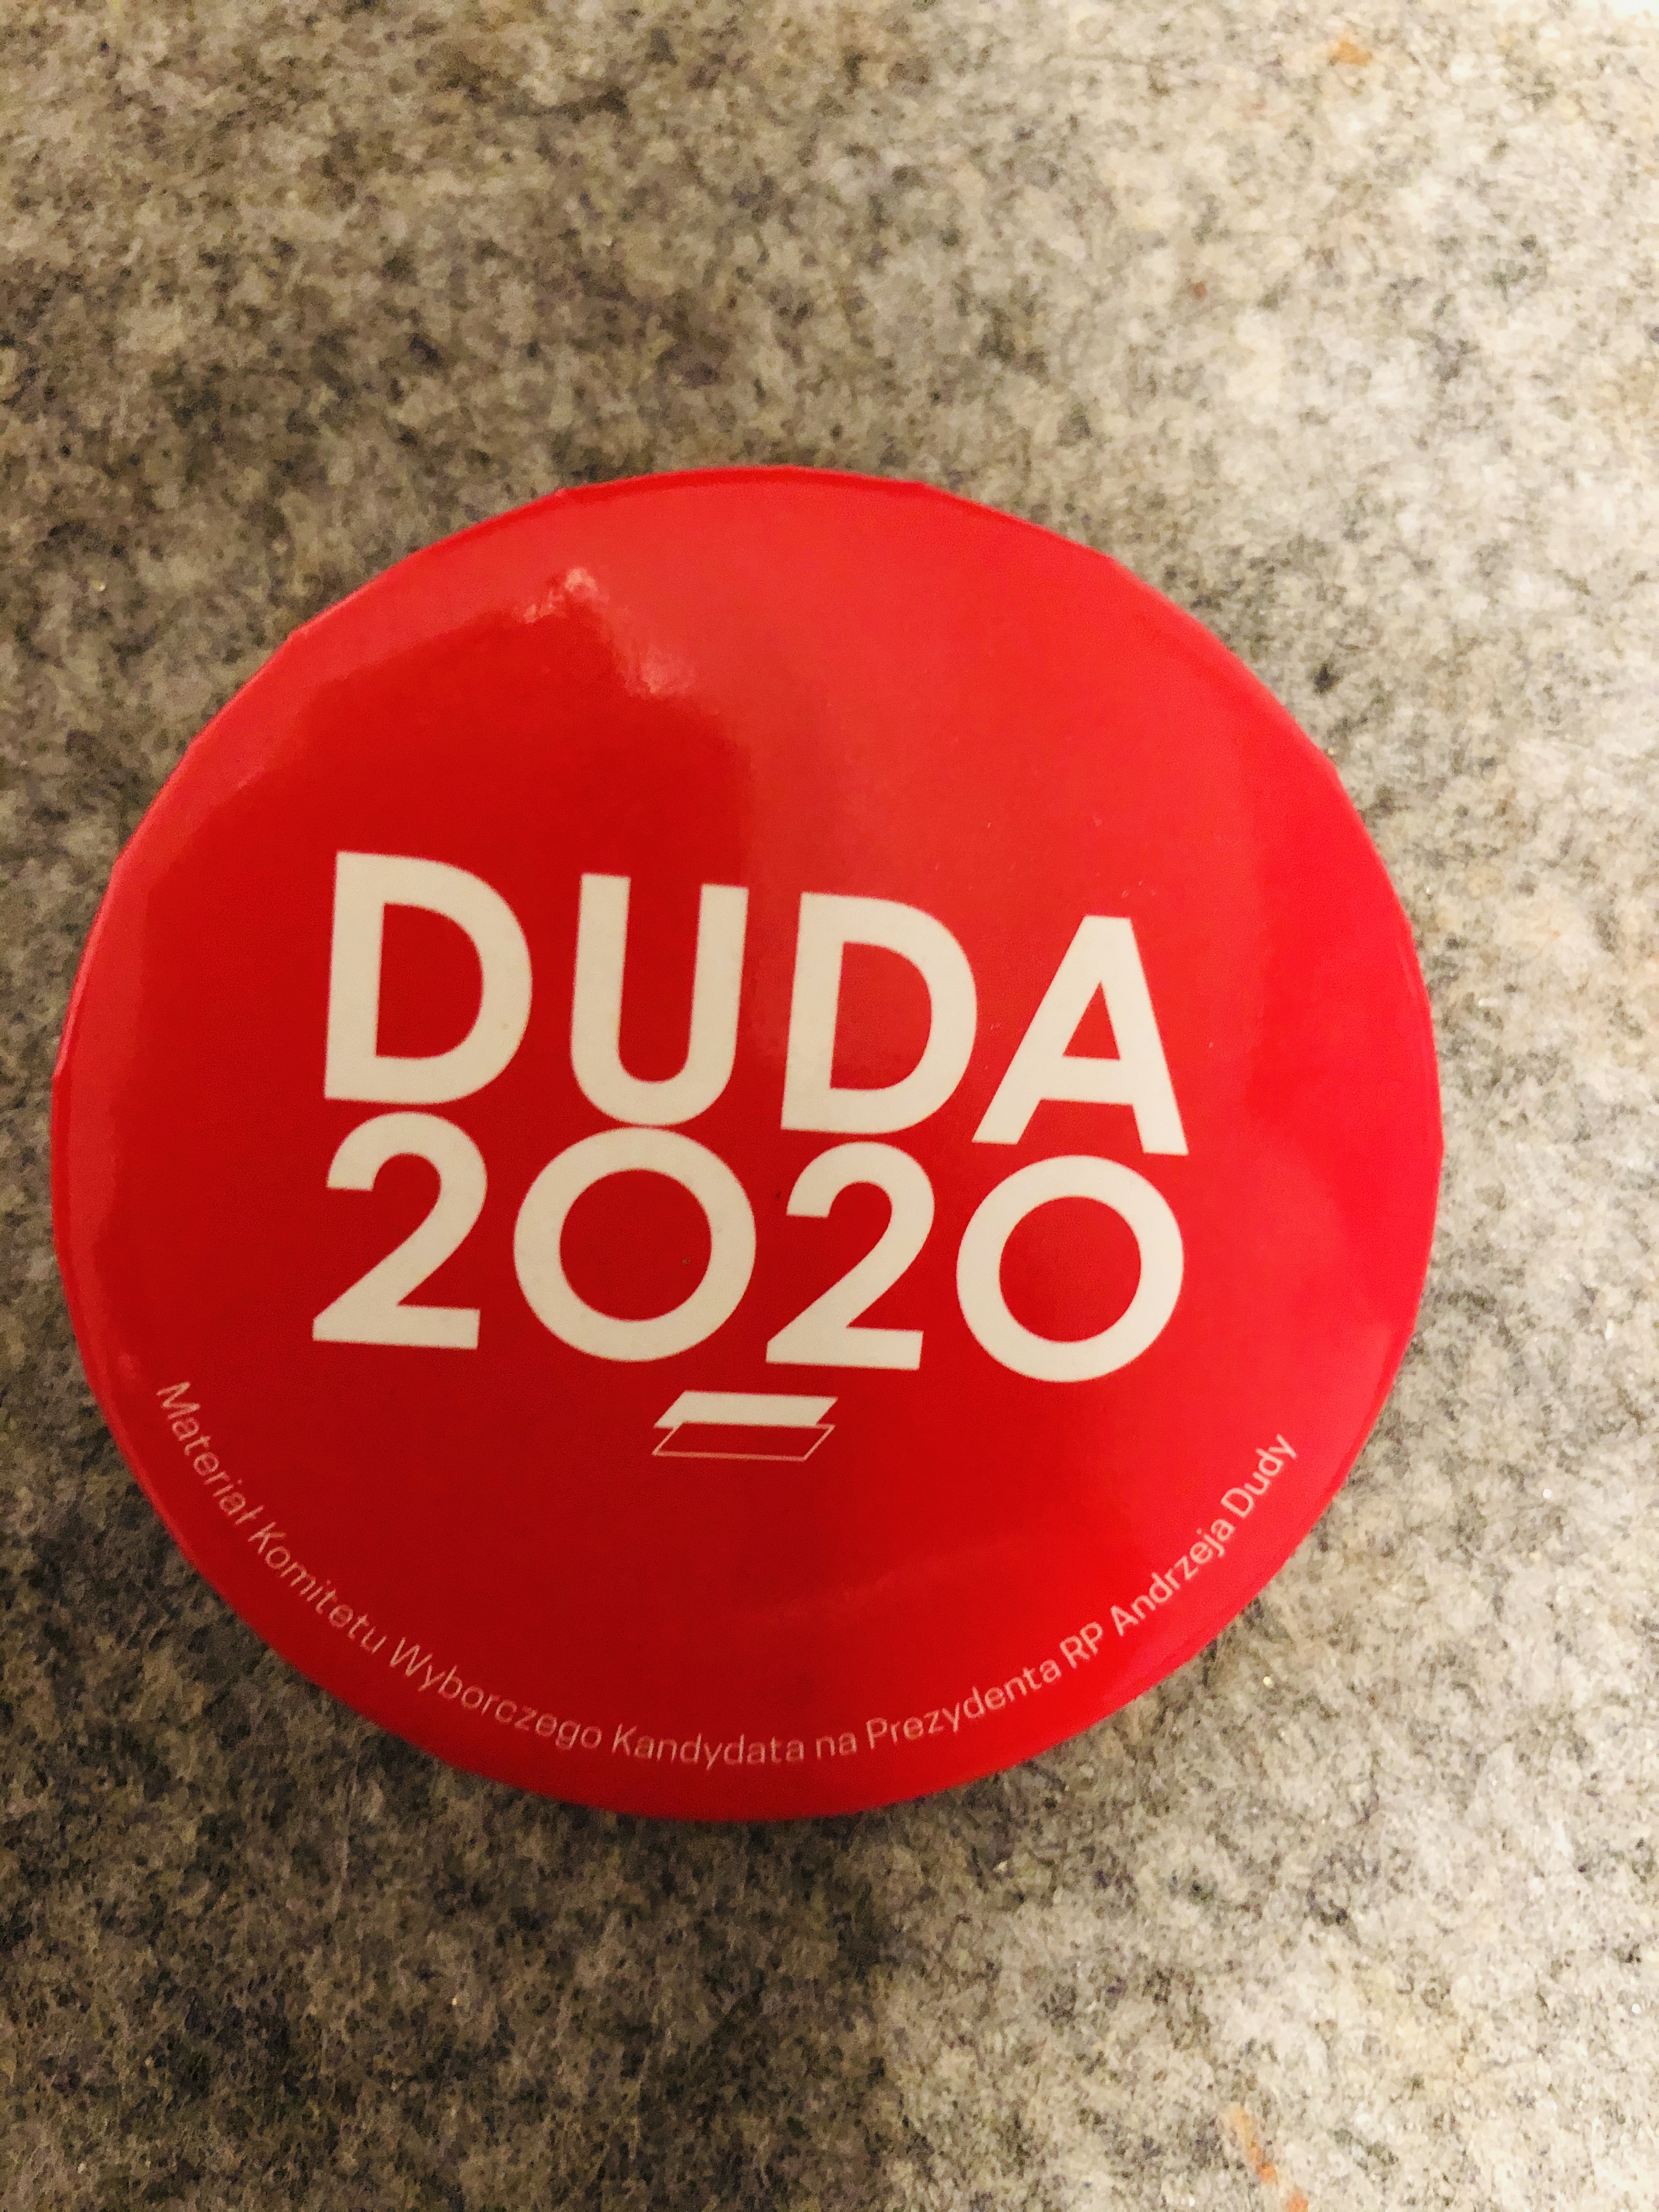 DUDA
2020
Materiał Komitetu Wyborczego Kandydata na Prezydenta RP Andrzeja Dudy